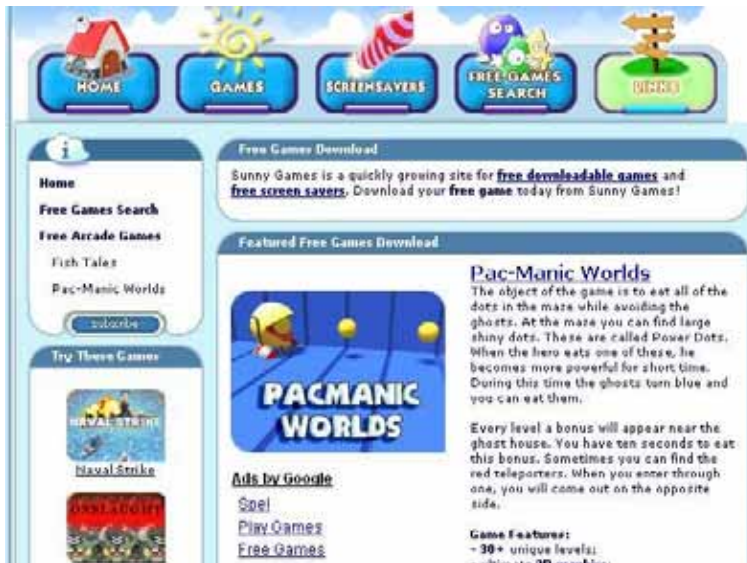 HOME
GAMES
SCREENSAVERS
FREE GAMES
SEARCH
LINKS
i
Home
Free Games Search
Free Arcade Games
Fish Tales
Pac-Manic Worlds
subscribe
Try These Games
NAVAL STRIKE
Naval Strike
ONSLAUGHT
Free Games Download
Sunny Games is a quickly growing site for free downloadable games and
free screen savers. Download your free game today from Sunny Games!
Featured Free Games Download
PACMANIC
WORLDS
Ads by Google
Spel
Play Games
Free Games
Pac-Manic Worlds
The object of the game is to eat all of the
dots in the maze while avoiding the
ghosts. At the maze you can find large
shiny dots. These are called Power Dots.
When the hero eats one of these, he
becomes more powerful for short time.
During this time the ghosts turn blue and
you can eat them.
Every level a bonus will appear near the
ghost house. You have ten seconds to eat
this bonus. Sometimes you can find the
red teleporters. When you enter through
one, you will come out on the opposite
side.
Game Features:
- 30+ unique levels;